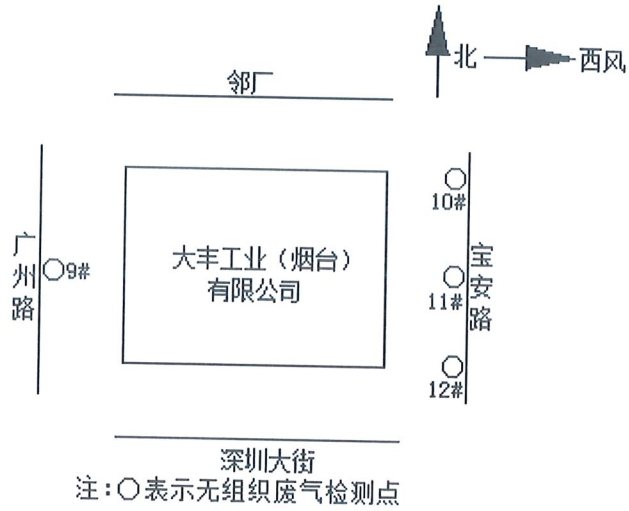 北
西风
邻厂
10#
广州路
9#
大丰工业（烟台）
有限公司
宝安路
11#
12#
深圳大街
注:○表示无组织废气检测点